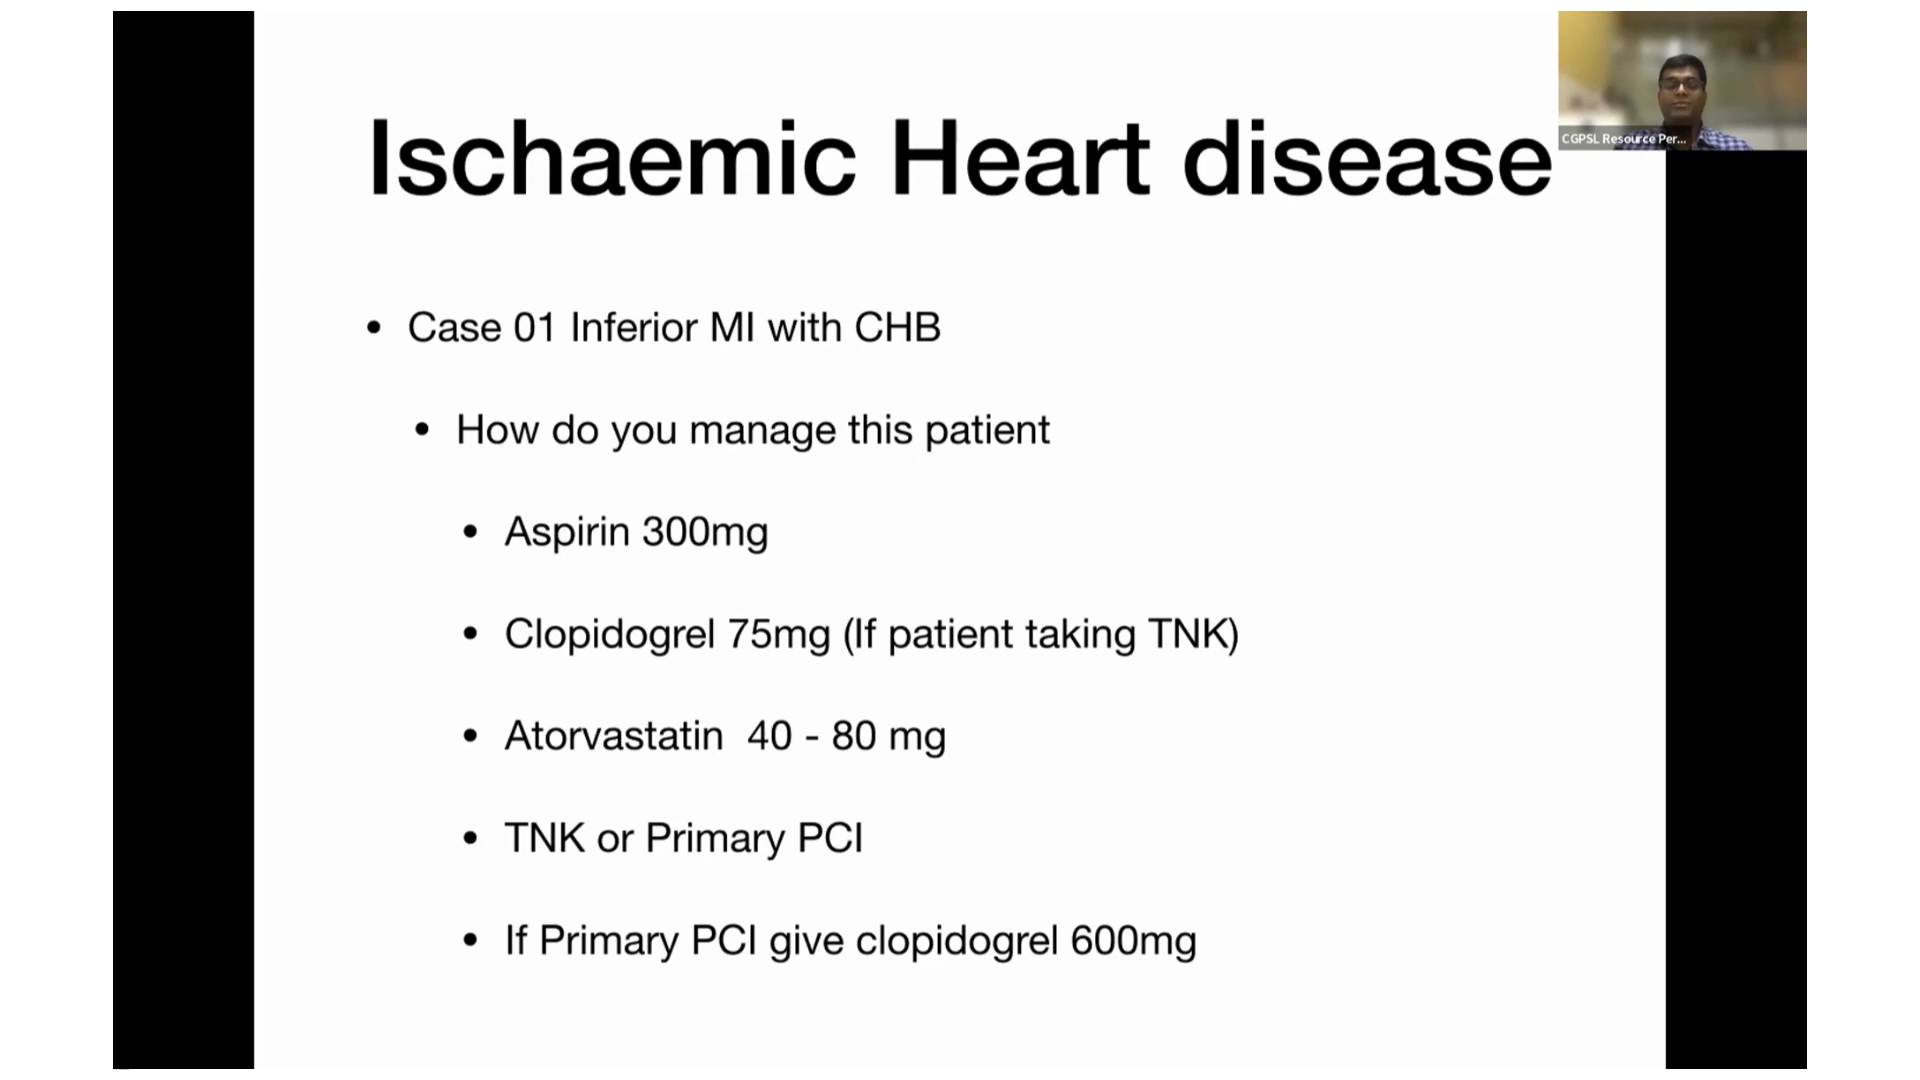 Ischaemic Heart disease
CGPSL Resource Per...
• Case 01 Inferior MI with CHB
• How do you manage this patient
• Aspirin 300mg
• Clopidogrel 75mg (If patient taking TNK)
• Atorvastatin  40 - 80 mg
• TNK or Primary PCI
• If Primary PCI give clopidogrel 600mg